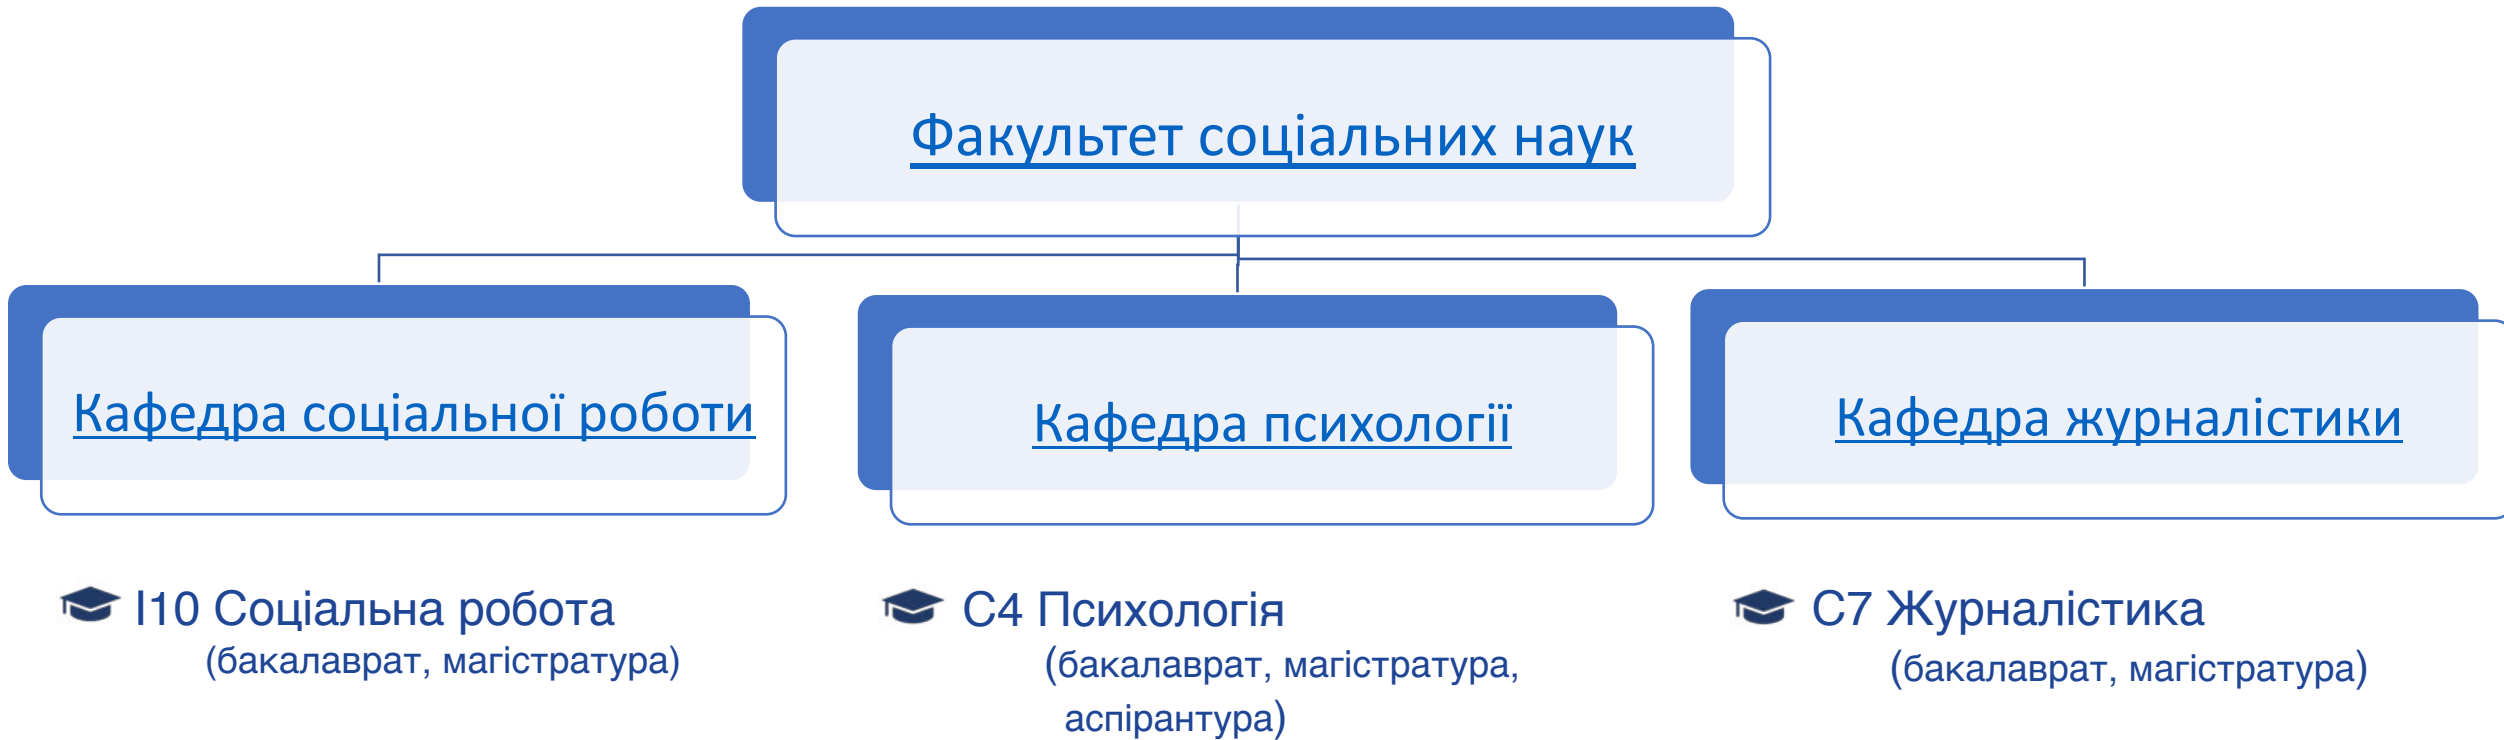 Факультет соціальних наук
Кафедра соціальної роботи
Кафедра психології
Кафедра журналістики
I10 Соціальна робота
(бакалаврат, магістратура)
C4 Психологія
(бакалаврат, магістратура,
аспірантура)
C7 Журналістика
(бакалаврат, магістратура)